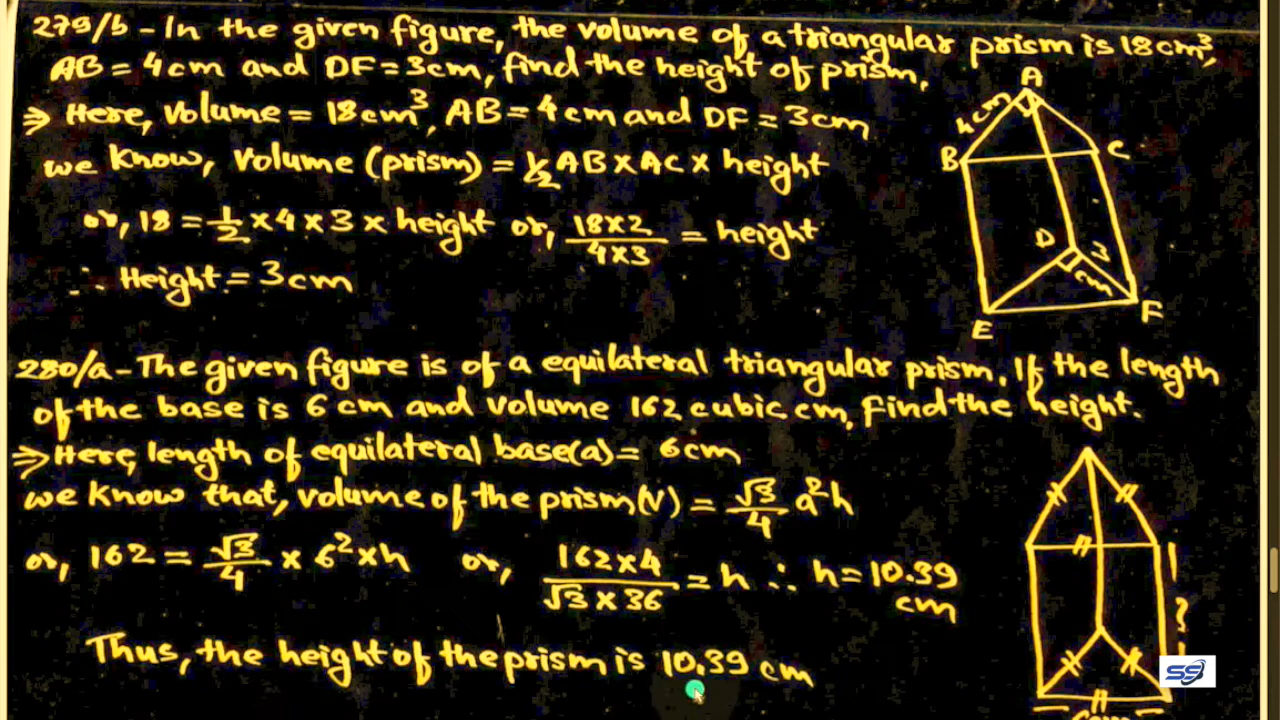 279/b - In the given figure, the volume of a triangular prism is 18cm³,
AB = 4cm and DF = 3cm, find the height of prism,
⇒ Here, Volume = 18cm³, AB = 4cm and DF = 3cm
we know, Volume (prism) = 1/2 AB × AC × height
or, 18 = 1/2 × 4 × 3 × height or, 18×2/4×3 = height
∴ Height = 3cm
A
4cm
B
C
D
3cm
E
F
280/a - The given figure is of a equilateral triangular prism. If the length
of the base is 6cm and volume 162 cubic cm, find the height.
⇒ Here, length of equilateral base(a) = 6cm
we know that, volume of the prism(V) = √3/4 a²h
or, 162 = √3/4 × 6² × h or, 162×4/√3×36 = h ∴ h = 10.39
cm
Thus, the height of the prism is 10.39 cm
?
6cm
S9